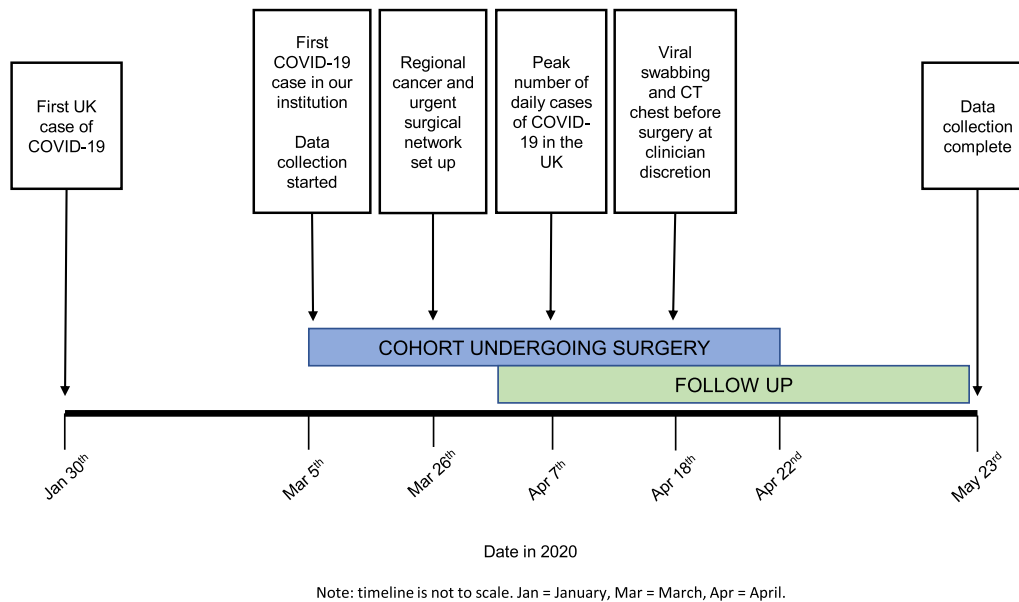 First UK
case of
COVID-19
First
COVID-19
case in our
institution
Data
collection
started
Regional
cancer and
urgent
surgical
network
set up
Peak
number of
daily cases
of COVID-
19 in the
UK
Viral
swabbing
and CT
chest before
surgery at
clinician
discretion
Data
collection
complete
COHORT UNDERGOING SURGERY
FOLLOW UP
Jan 30th
Mar 5th
Mar 26th
Apr 7th
Apr 18th
Apr 22nd
May 23rd
Date in 2020
Note: timeline is not to scale. Jan = January, Mar = March, Apr = April.